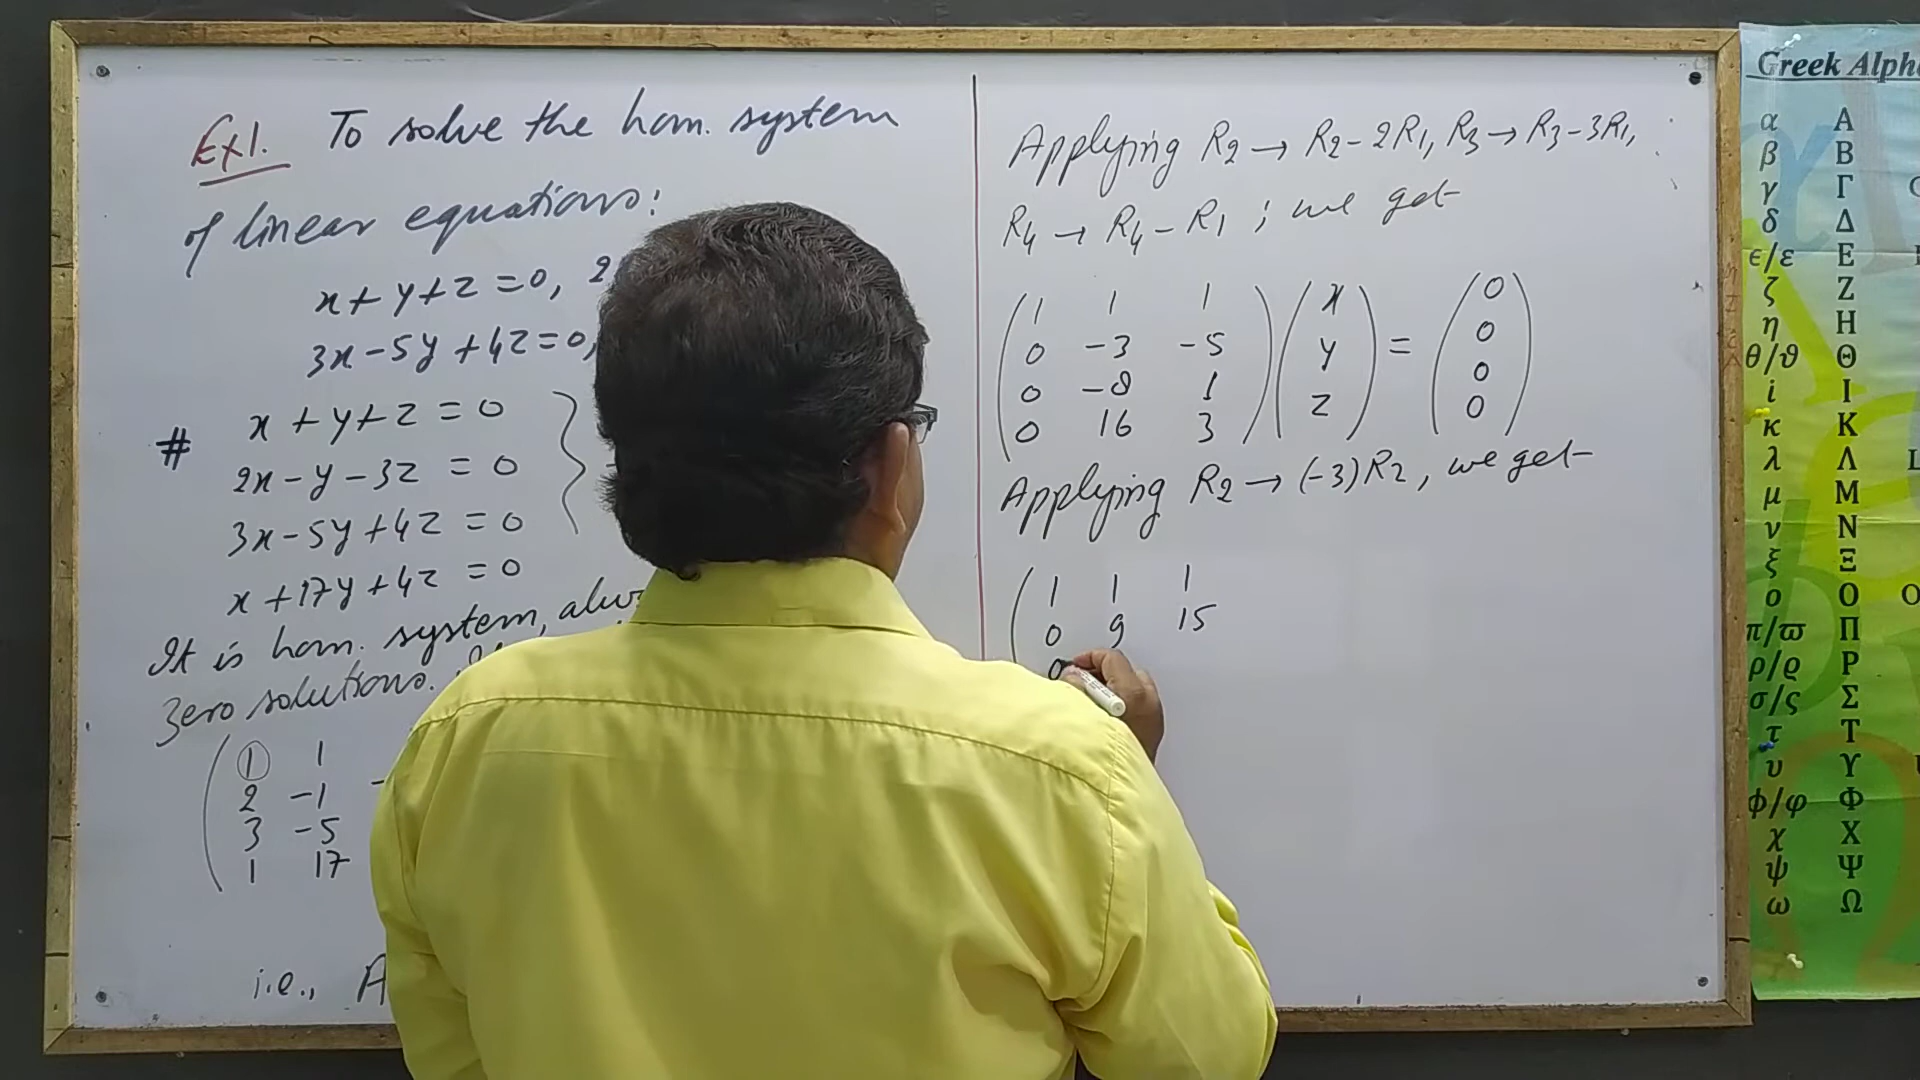 Ex1. To solve the hom. system
of linear equations:
x+y+z=0, 2
3x-5y+4z=0,
# x+y+z=0
2x-y-3z=0
3x-5y+4z=0
x+17y+4z=0
It is hom. system,
zero solutions.
1 1
2 -1 -
3 -5
1 17
i.e., A
Applying R2→R2-2R1, R3→R3-3R1,
R4→R4-R1; we get
1 1 1 x 0
0 -3 -5 y = 0
0 -8 1 z 0
0 16 3 0
Applying R2→(-3)R2, we get
1 1 1
0 9 15
0
Greek Alph
α A
β B
γ Γ
δ Δ
ϵ/ε E
ζ Z
η H
θ/ϑ Θ
i I
κ K
λ Λ
μ M
ν N
ξ Ξ
ο O
π/ϖ Π
ρ/ϱ P
σ/ς Σ
τ T
υ Υ
ϕ/φ Φ
χ X
ψ Ψ
ω Ω